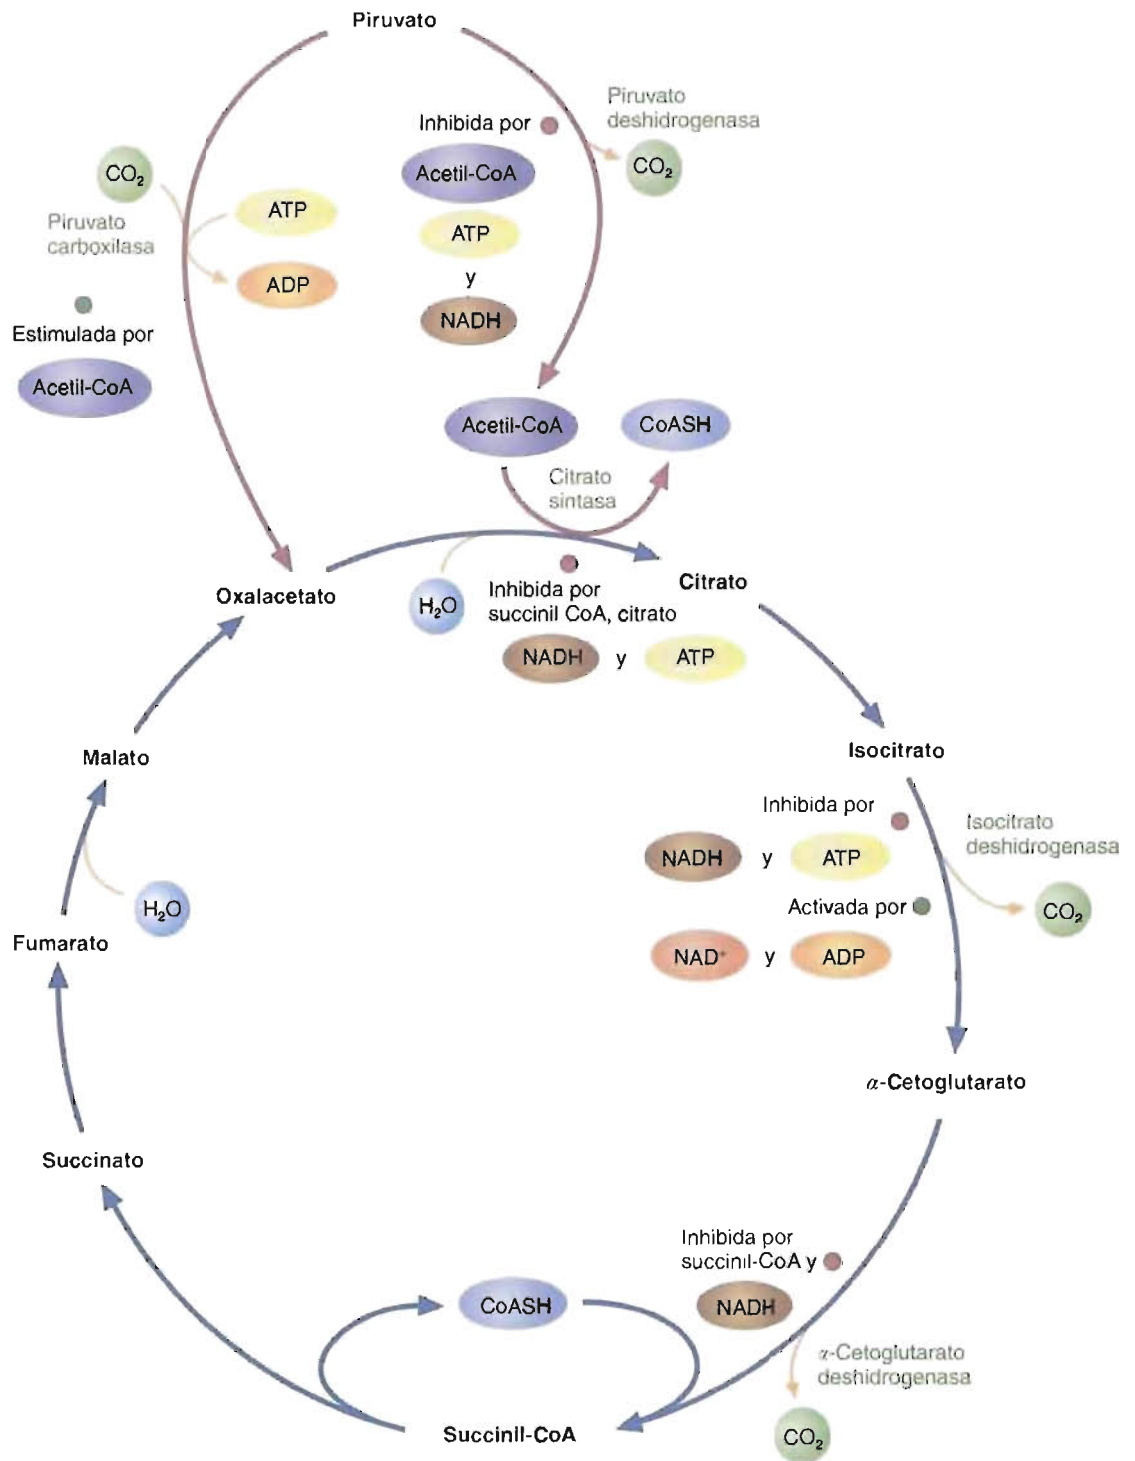 Piruvato
Piruvato
deshidrogenasa
Inhibida por
Acetil-CoA
ATP
y
NADH
CO₂
CO₂
Piruvato
carboxilasa
ATP
ADP
Estimulada por
Acetil-CoA
Acetil-CoA
CoASH
Citrato
sintasa
Oxalacetato
H₂O
Inhibida por
succinil CoA, citrato
NADH y ATP
Citrato
Malato
Isocitrato
Inhibida por
NADH y ATP
Isocitrato
deshidrogenasa
Activada por
CO₂
NAD⁺ y ADP
H₂O
Fumarato
α-Cetoglutarato
Succinato
Inhibida por
succinil-CoA y
NADH
CoASH
α-Cetoglutarato
deshidrogenasa
CO₂
Succinil-CoA